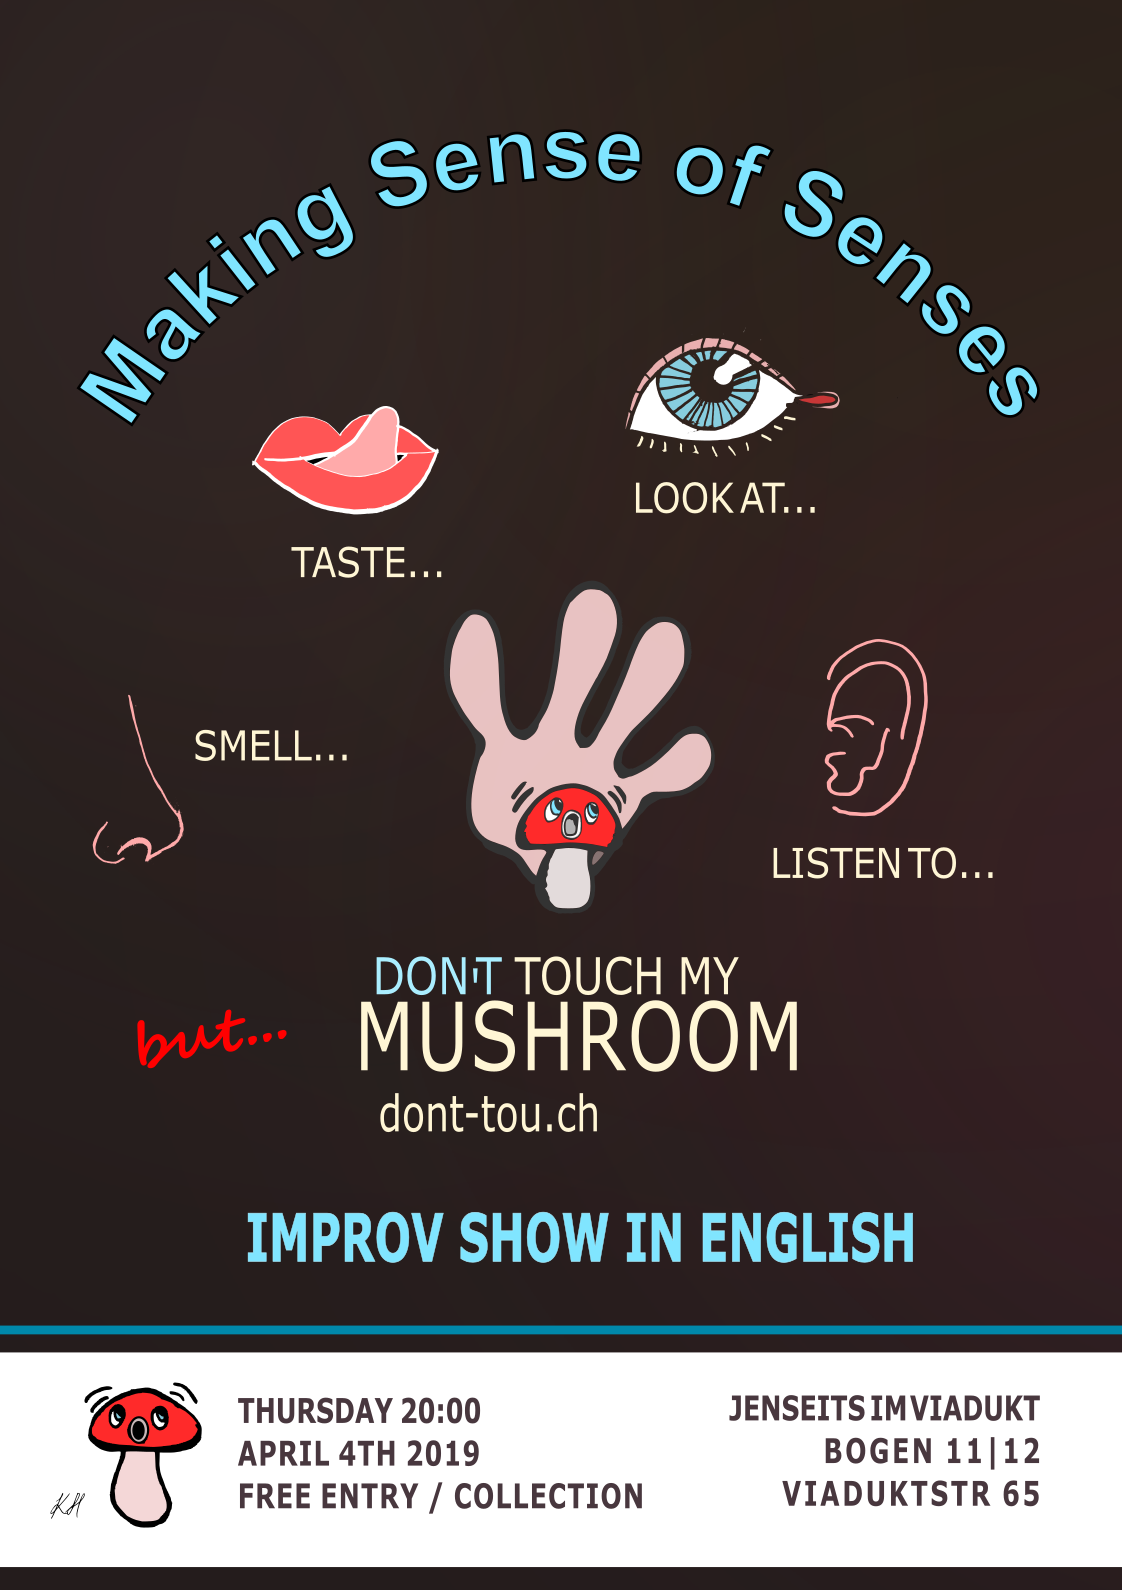 Making Sense of Senses
LOOK AT...
TASTE...
SMELL...
LISTEN TO...
DON'T TOUCH MY
but...
MUSHROOM
dont-tou.ch
IMPROV SHOW IN ENGLISH
THURSDAY 20:00
APRIL 4TH 2019
FREE ENTRY / COLLECTION
KH
JENSEITS IM VIADUKT
BOGEN 11|12
VIADUKTSTR 65